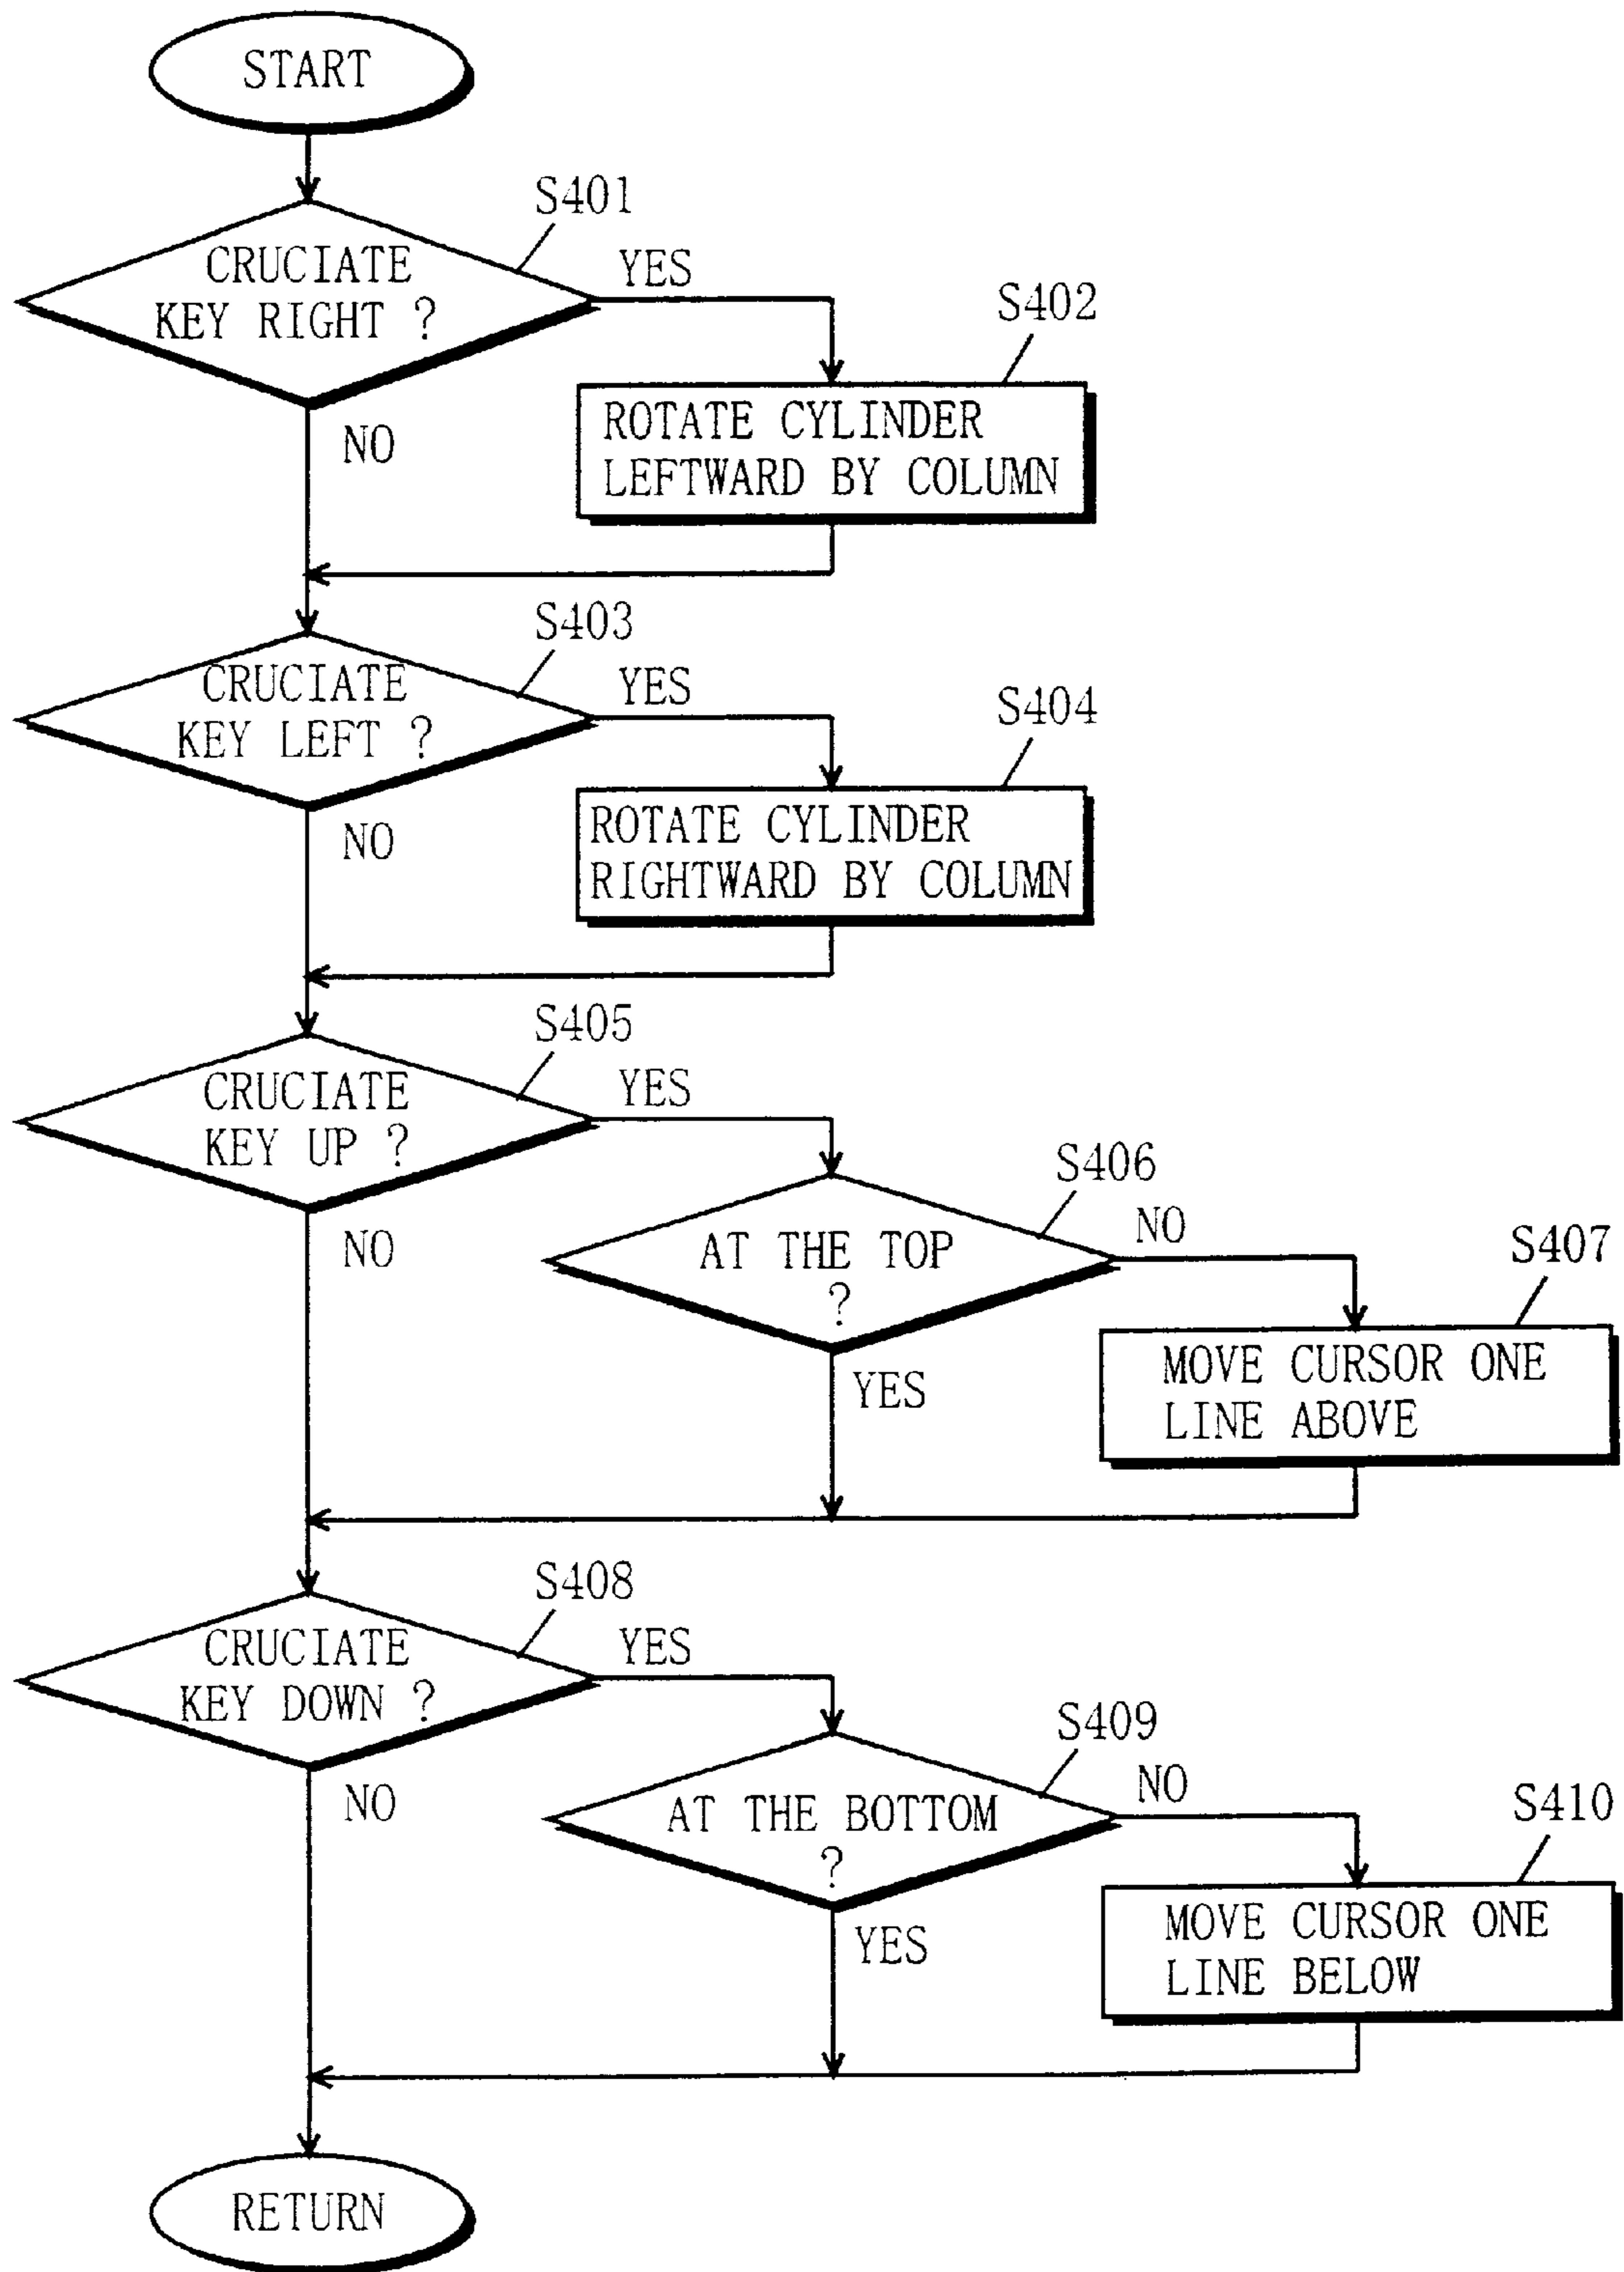 START
S401
CRUCIATE
KEY RIGHT ?
YES
NO
S402
ROTATE CYLINDER
LEFTWARD BY COLUMN
S403
CRUCIATE
KEY LEFT ?
YES
NO
S404
ROTATE CYLINDER
RIGHTWARD BY COLUMN
S405
CRUCIATE
KEY UP ?
YES
NO
S406
AT THE TOP
?
NO
YES
S407
MOVE CURSOR ONE
LINE ABOVE
S408
CRUCIATE
KEY DOWN ?
YES
NO
S409
AT THE BOTTOM
?
NO
YES
S410
MOVE CURSOR ONE
LINE BELOW
RETURN